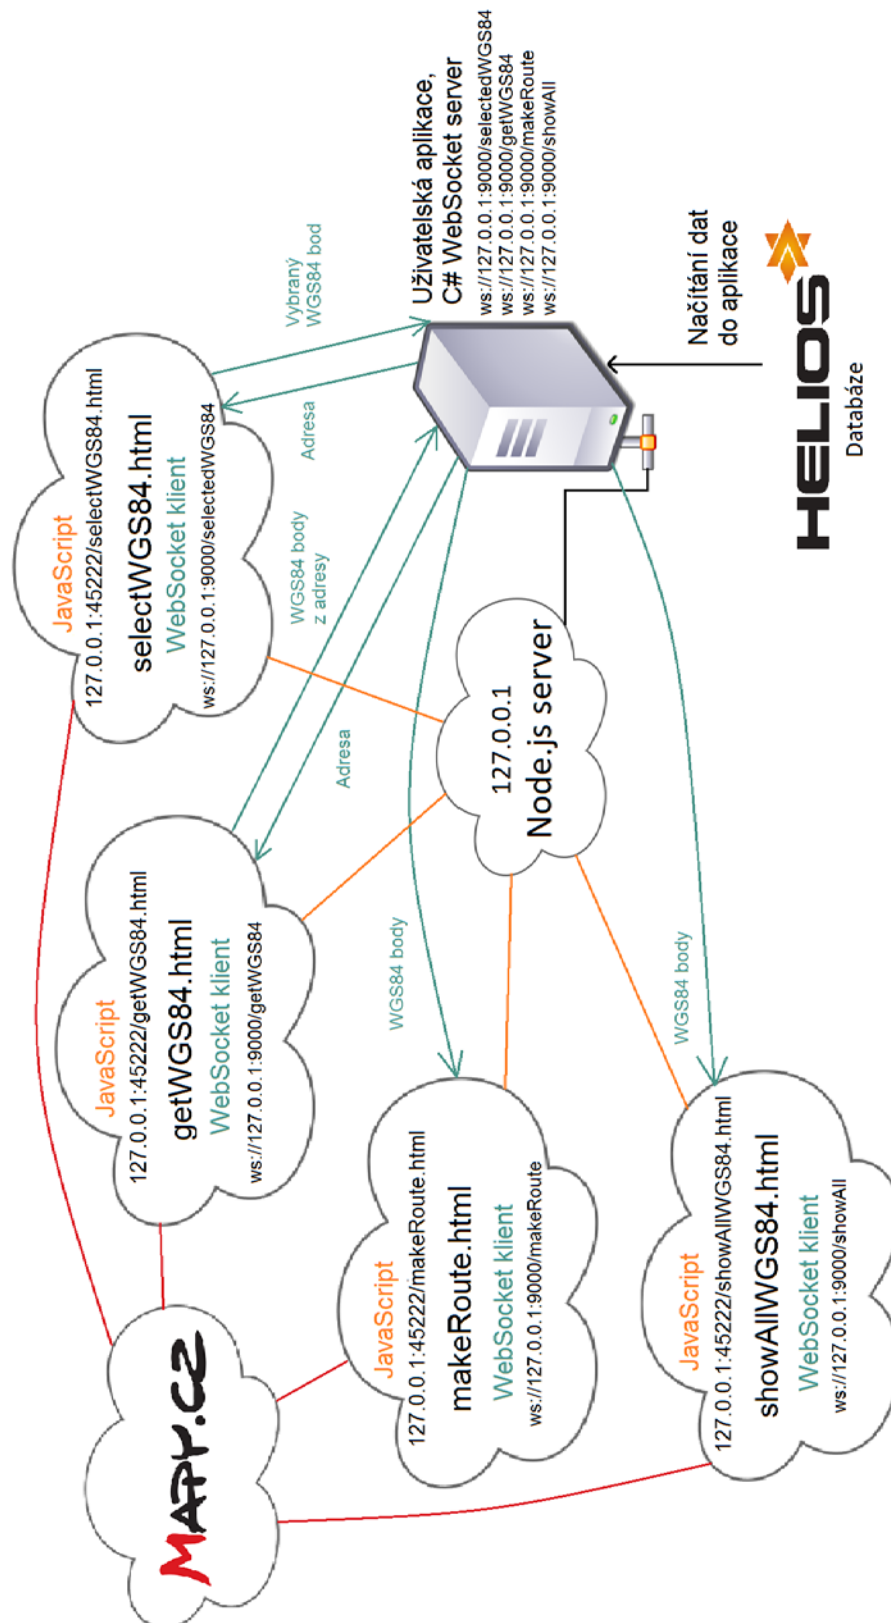 MAPY.CZ
JavaScript
127.0.0.1:45222/selectWGS84.html
selectWGS84.html
WebSocket klient
ws://127.0.0.1:9000/selectedWGS84
JavaScript
127.0.0.1:45222/getWGS84.html
getWGS84.html
WebSocket klient
ws://127.0.0.1:9000/getWGS84
JavaScript
127.0.0.1:45222/makeRoute.html
makeRoute.html
WebSocket klient
ws://127.0.0.1:9000/makeRoute
JavaScript
127.0.0.1:45222/showAllWGS84.html
showAllWGS84.html
WebSocket klient
ws://127.0.0.1:9000/showAll
Vybraný
WGS84 bod
Adresa
WGS84 body
z adresy
Adresa
WGS84 body
WGS84 body
127.0.0.1
Node.js server
Uživatelská aplikace,
C# WebSocket server
ws://127.0.0.1:9000/selectedWGS84
ws://127.0.0.1:9000/getWGS84
ws://127.0.0.1:9000/makeRoute
ws://127.0.0.1:9000/showAll
Načítání dat
do aplikace
HELIOS
Databáze